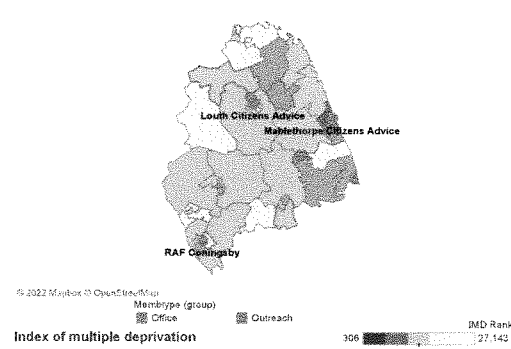 Louth Citizens Advice
Mablethorpe Citizens Advice
RAF Coningsby
© 2022 Mapbox © OpenStreetMap
Membtype (group)
Office Outreach
IMD Rank
Index of multiple deprivation 306 27,143